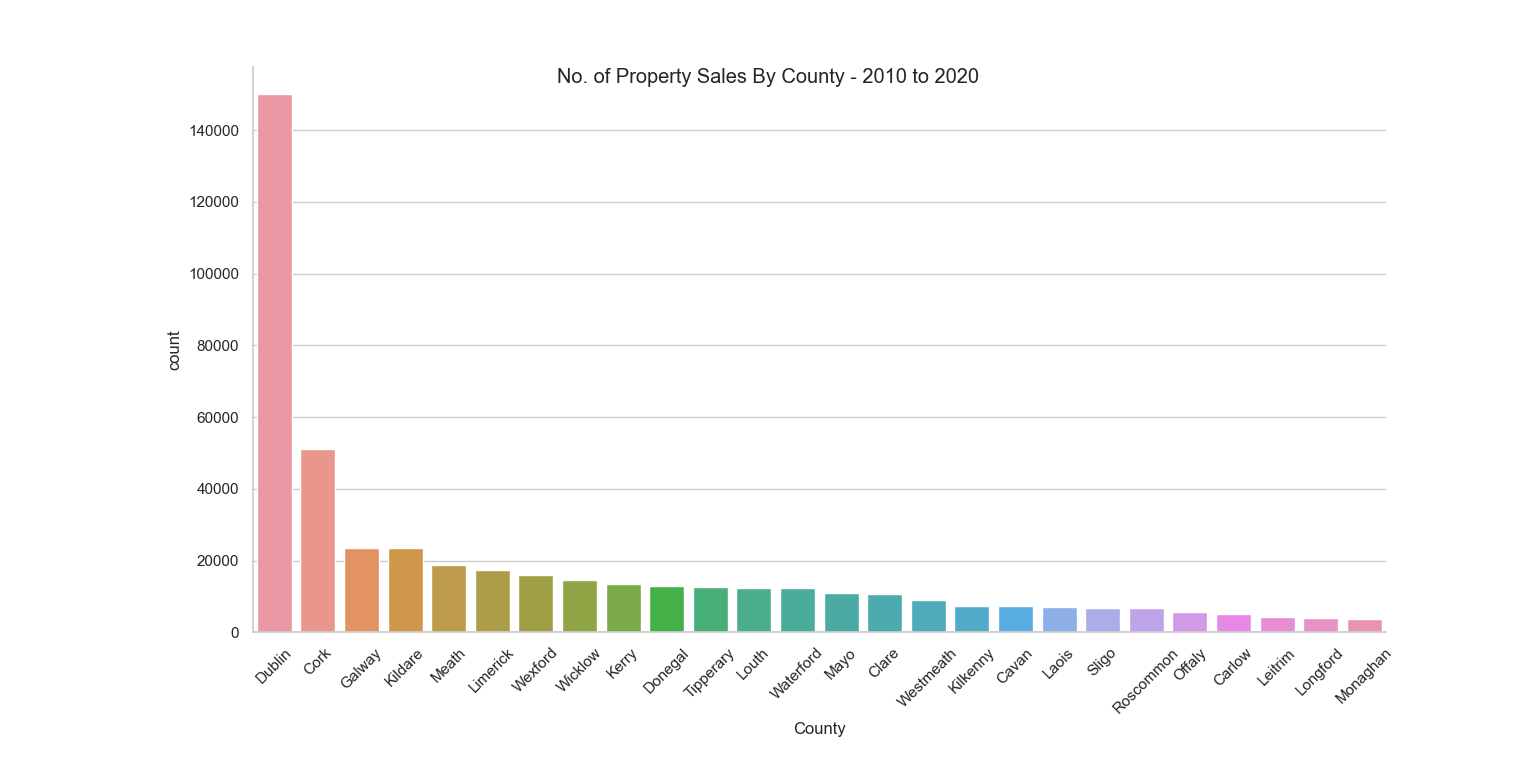 No. of Property Sales By County - 2010 to 2020
140000
120000
100000
80000
60000
40000
20000
0
count
Dublin
Cork
Galway
Kildare
Meath
Limerick
Wexford
Wicklow
Kerry
Donegal
Tipperary
Louth
Waterford
Mayo
Clare
Westmeath
Kilkenny
Cavan
Laois
Sligo
Roscommon
Offaly
Carlow
Leitrim
Longford
Monaghan
County